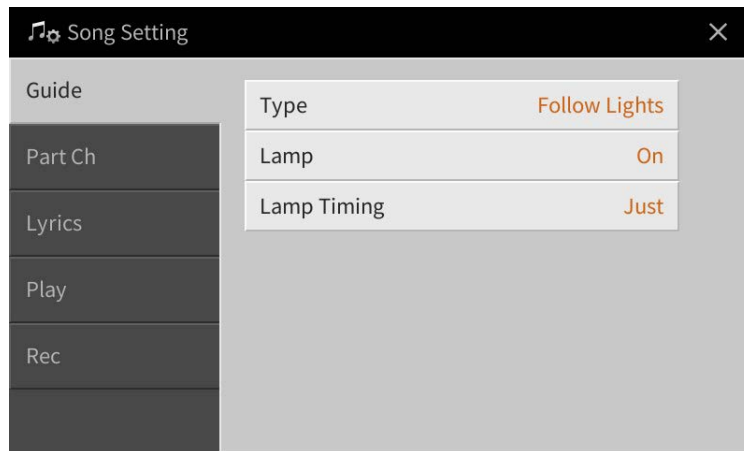 Song Setting
Guide
Type Follow Lights
Part Ch
Lamp On
Lyrics
Lamp Timing Just
Play
Rec